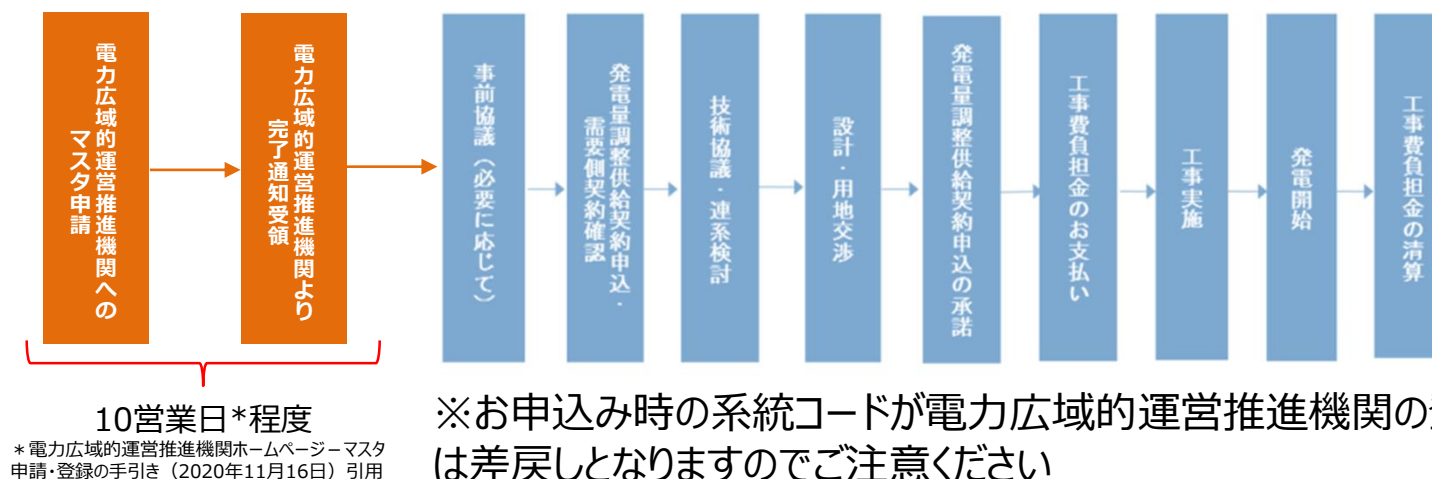 電力広域的運営推進機関への
マスタ申請
電力広域的運営推進機関より
完了通知受領
事前協議（必要に応じて）
発電量調整供給契約申込・
需要側契約確認
技術協議・連系検討
設計・用地交渉
発電量調整供給契約申込の承諾
工事費負担金のお支払い
工事実施
発電開始
工事費負担金の清算
10営業日*程度
＊電力広域的運営推進機関ホームページ－マスタ
申請・登録の手引き（2020年11月16日）引用
※お申込み時の系統コードが電力広域的運営推進機関の
は差戻しとなりますのでご注意ください